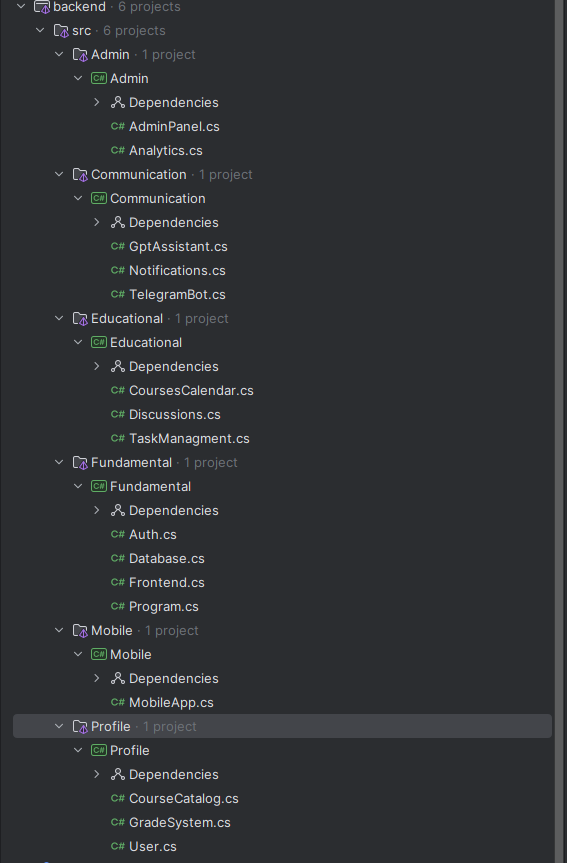 backend · 6 projects
src · 6 projects
Admin · 1 project
C# Admin
Dependencies
C# AdminPanel.cs
C# Analytics.cs
Communication · 1 project
C# Communication
Dependencies
C# GptAssistant.cs
C# Notifications.cs
C# TelegramBot.cs
Educational · 1 project
C# Educational
Dependencies
C# CoursesCalendar.cs
C# Discussions.cs
C# TaskManagment.cs
Fundamental · 1 project
C# Fundamental
Dependencies
C# Auth.cs
C# Database.cs
C# Frontend.cs
C# Program.cs
Mobile · 1 project
C# Mobile
Dependencies
C# MobileApp.cs
Profile · 1 project
C# Profile
Dependencies
C# CourseCatalog.cs
C# GradeSystem.cs
C# User.cs